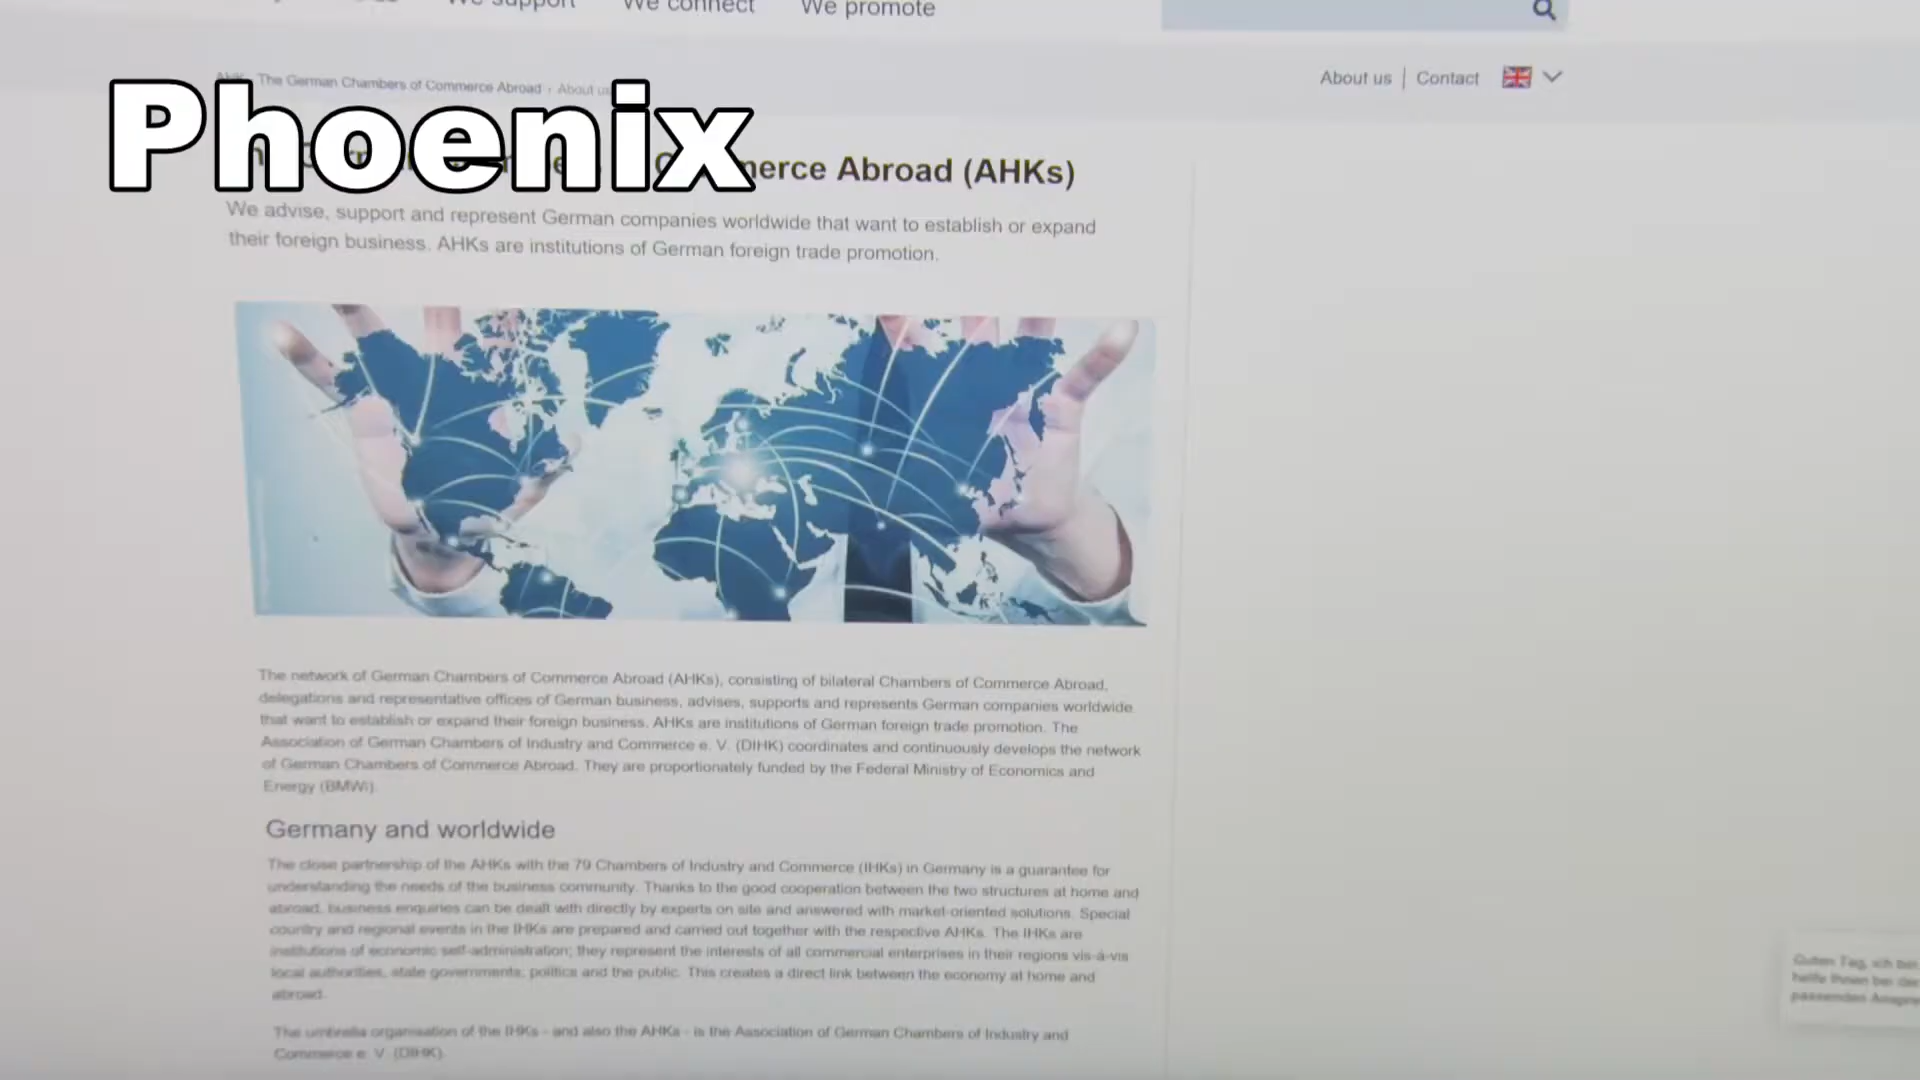 We support We connect We promote
About us | Contact
The German Chambers of Commerce Abroad › About us
Phoenix
merce Abroad (AHKs)
We advise, support and represent German companies worldwide that want to establish or expand
their foreign business. AHKs are institutions of German foreign trade promotion.
The network of German Chambers of Commerce Abroad (AHKs), consisting of bilateral Chambers of Commerce Abroad,
delegations and representative offices of German business, advises, supports and represents German companies worldwide
that want to establish or expand their foreign business. AHKs are institutions of German foreign trade promotion. The
Association of German Chambers of Industry and Commerce e. V. (DIHK) coordinates and continuously develops the network
of German Chambers of Commerce Abroad. They are proportionately funded by the Federal Ministry of Economics and
Energy (BMWi).
Germany and worldwide
The close partnership of the AHKs with the 79 Chambers of Industry and Commerce (IHKs) in Germany is a guarantee for
understanding the needs of the business community. Thanks to the good cooperation between the two structures at home and
abroad, business enquiries can be dealt with directly by experts on site and answered with market-oriented solutions. Special
country and regional events in the IHKs are prepared and carried out together with the respective AHKs. The IHKs are
institutions of economic self-administration; they represent the interests of all commercial enterprises in their regions vis-à-vis
local authorities, state governments, politics and the public. This creates a direct link between the economy at home and
abroad.
The umbrella organisation of the IHKs - and also the AHKs - is the Association of German Chambers of Industry and
Commerce e. V. (DIHK).
Guten Tag, ich bin
helfe Ihnen bei der
passenden